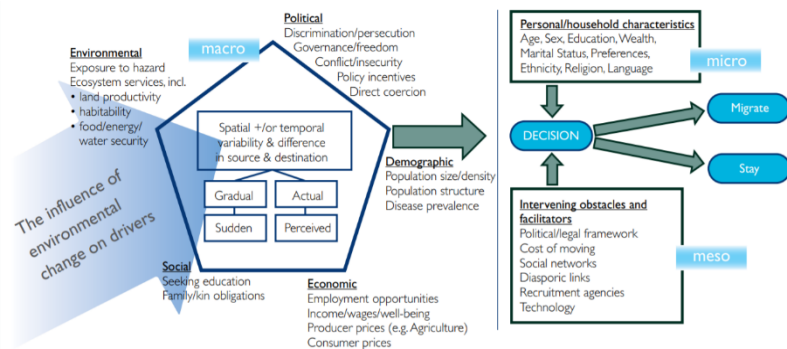 Political
Discrimination/persecution
Governance/freedom
Conflict/insecurity
Policy incentives
Direct coercion
macro
Environmental
Exposure to hazard
Ecosystem services, incl.
• land productivity
• habitability
• food/energy/
water security
Spatial +/or temporal
variability & difference
in source & destination
Gradual
Actual
Sudden
Perceived
The influence of
environmental
change on drivers
Demographic
Population size/density
Population structure
Disease prevalence
Social
Seeking education
Family/kin obligations
Economic
Employment opportunities
Income/wages/well-being
Producer prices (e.g. Agriculture)
Consumer prices
Personal/household characteristics
Age, Sex, Education, Wealth,
Marital Status, Preferences,
Ethnicity, Religion, Language
micro
DECISION
Migrate
Stay
Intervening obstacles and
facilitators
Political/legal framework
Cost of moving
Social networks
Diasporic links
Recruitment agencies
Technology
meso